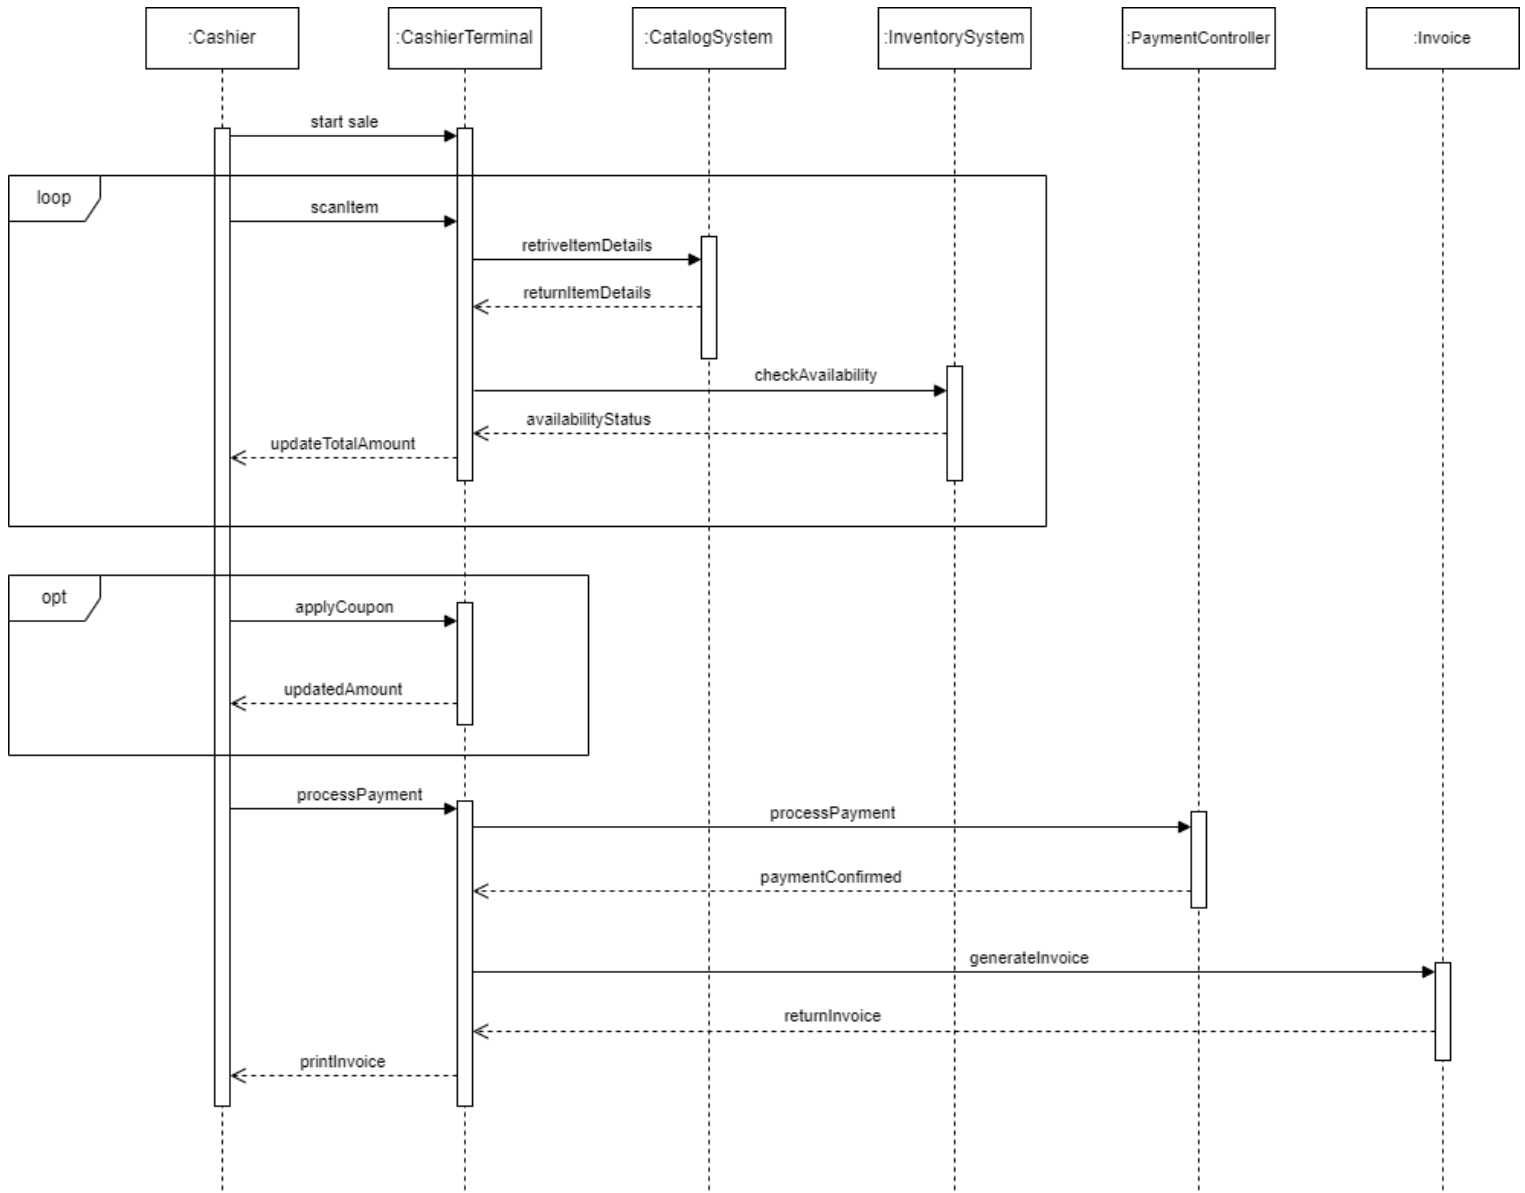 :Cashier
:CashierTerminal
:CatalogSystem
:InventorySystem
:PaymentController
:Invoice
start sale
loop
scanItem
retriveItemDetails
returnItemDetails
checkAvailability
availabilityStatus
updateTotalAmount
opt
applyCoupon
updatedAmount
processPayment
processPayment
paymentConfirmed
generateInvoice
returnInvoice
printInvoice